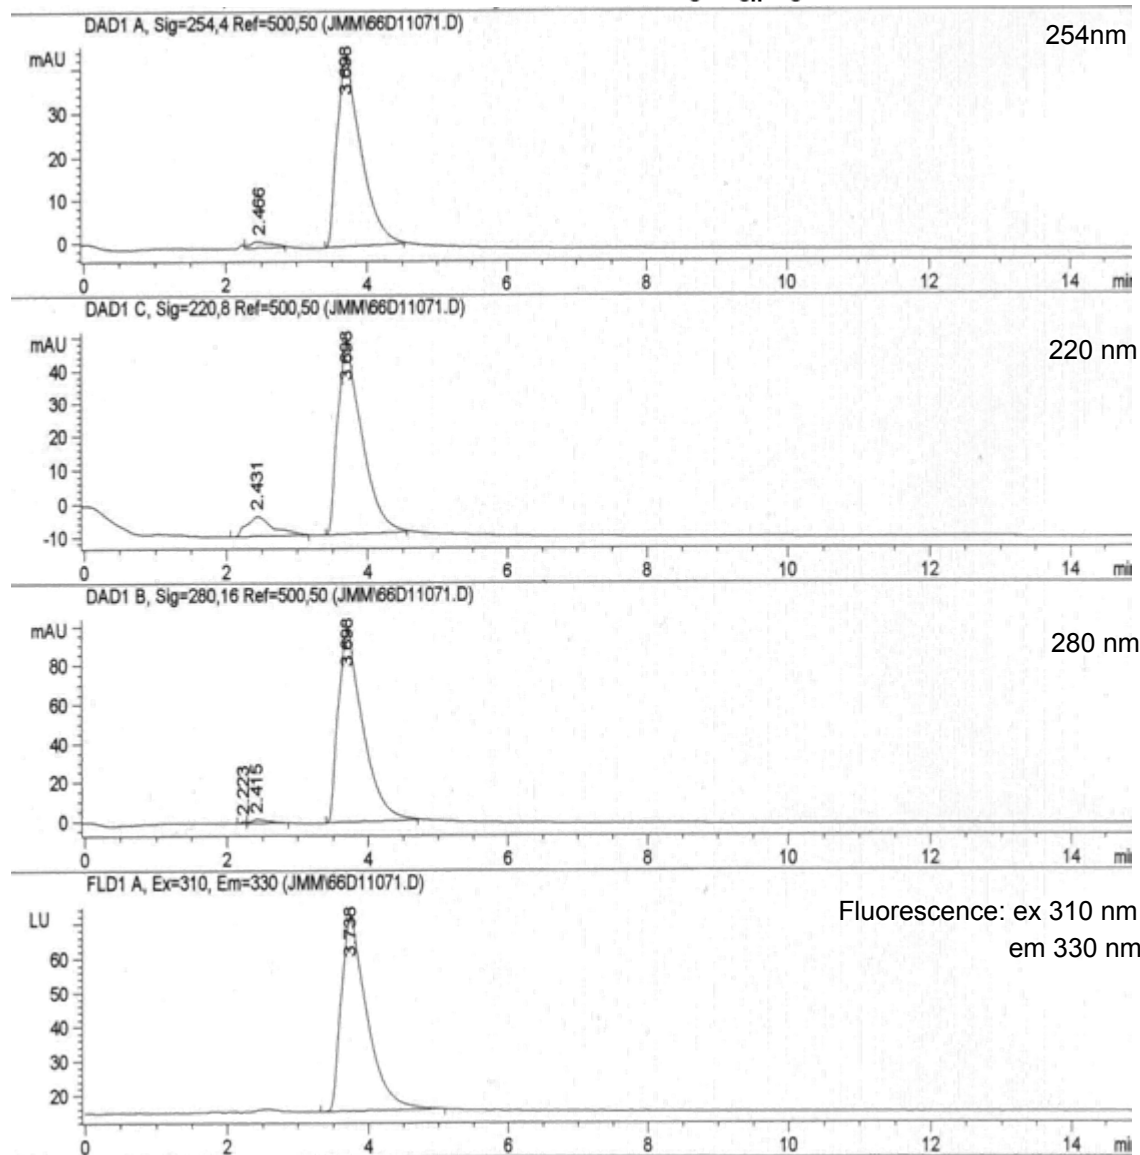 DAD1 A, Sig=254,4 Ref=500,50 (JMM\66D11071.D)
254nm
mAU
3.698
30
20
2.466
10
0
0 2 4 6 8 10 12 14 min
DAD1 C, Sig=220,8 Ref=500,50 (JMM\66D11071.D)
mAU
3.698
220 nm
40
30
20
2.431
10
0
-10
0 2 4 6 8 10 12 14 min
DAD1 B, Sig=280,16 Ref=500,50 (JMM\66D11071.D)
mAU
3.698
280 nm
80
60
40
20
2.223
2.415
0
0 2 4 6 8 10 12 14
FLD1 A, Ex=310, Em=330 (JMM\66D11071.D)
LU
3.738
Fluorescence: ex 310 nm
em 330 nm
60
50
40
30
20
0 2 4 6 8 10 12 14